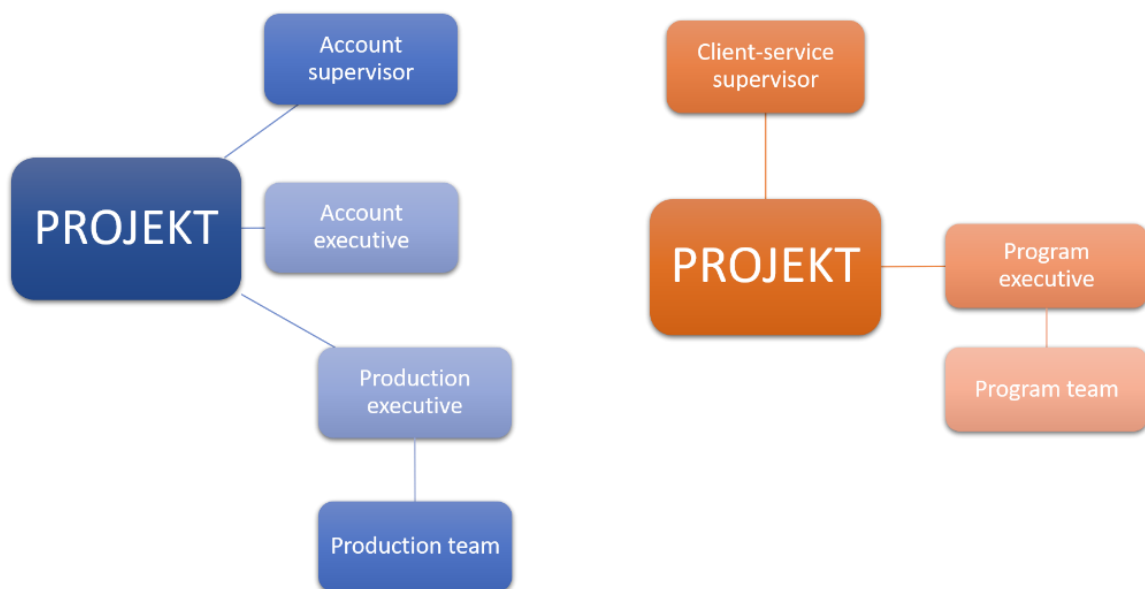 Account
supervisor
PROJEKT
Account
executive
Production
executive
Production team
Client-service
supervisor
PROJEKT
Program
executive
Program team